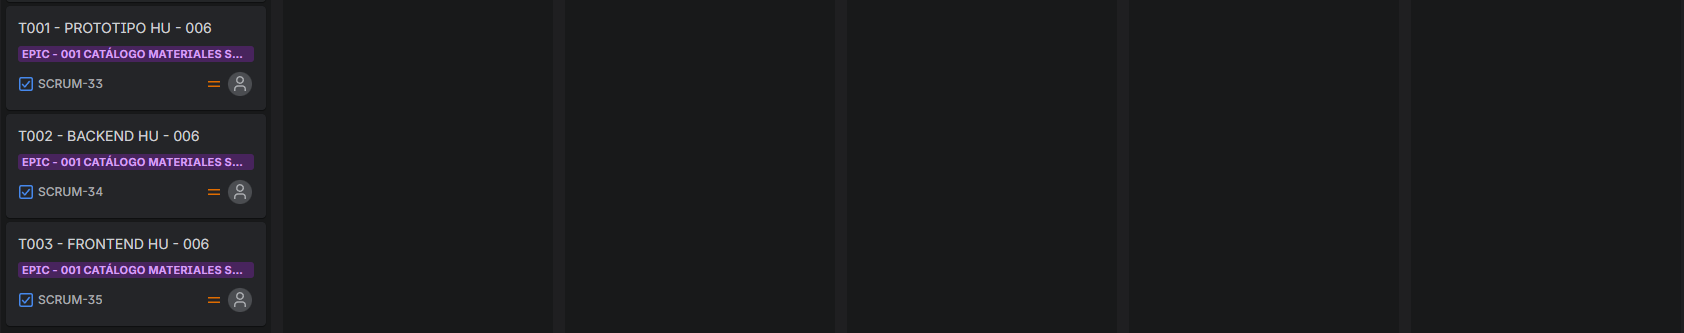 T001 - PROTOTIPO HU - 006
EPIC - 001 CATÁLOGO MATERIALES S...
SCRUM-33
T002 - BACKEND HU - 006
EPIC - 001 CATÁLOGO MATERIALES S...
SCRUM-34
T003 - FRONTEND HU - 006
EPIC - 001 CATÁLOGO MATERIALES S...
SCRUM-35